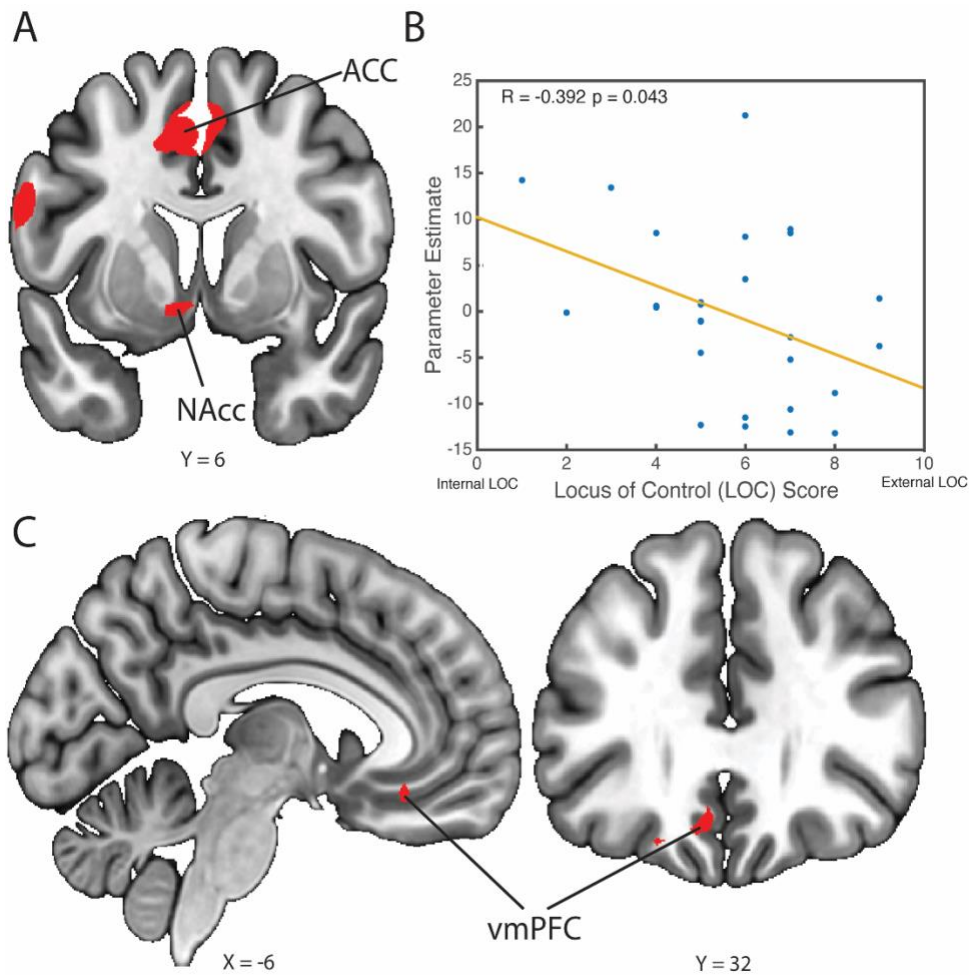 A
ACC
NAcc
Y = 6
B
R = -0.392 p = 0.043
25
20
15
10
5
0
-5
-10
-15
Parameter Estimate
0 2 4 6 8 10
Internal LOC Locus of Control (LOC) Score External LOC
C
vmPFC
X = -6
Y = 32